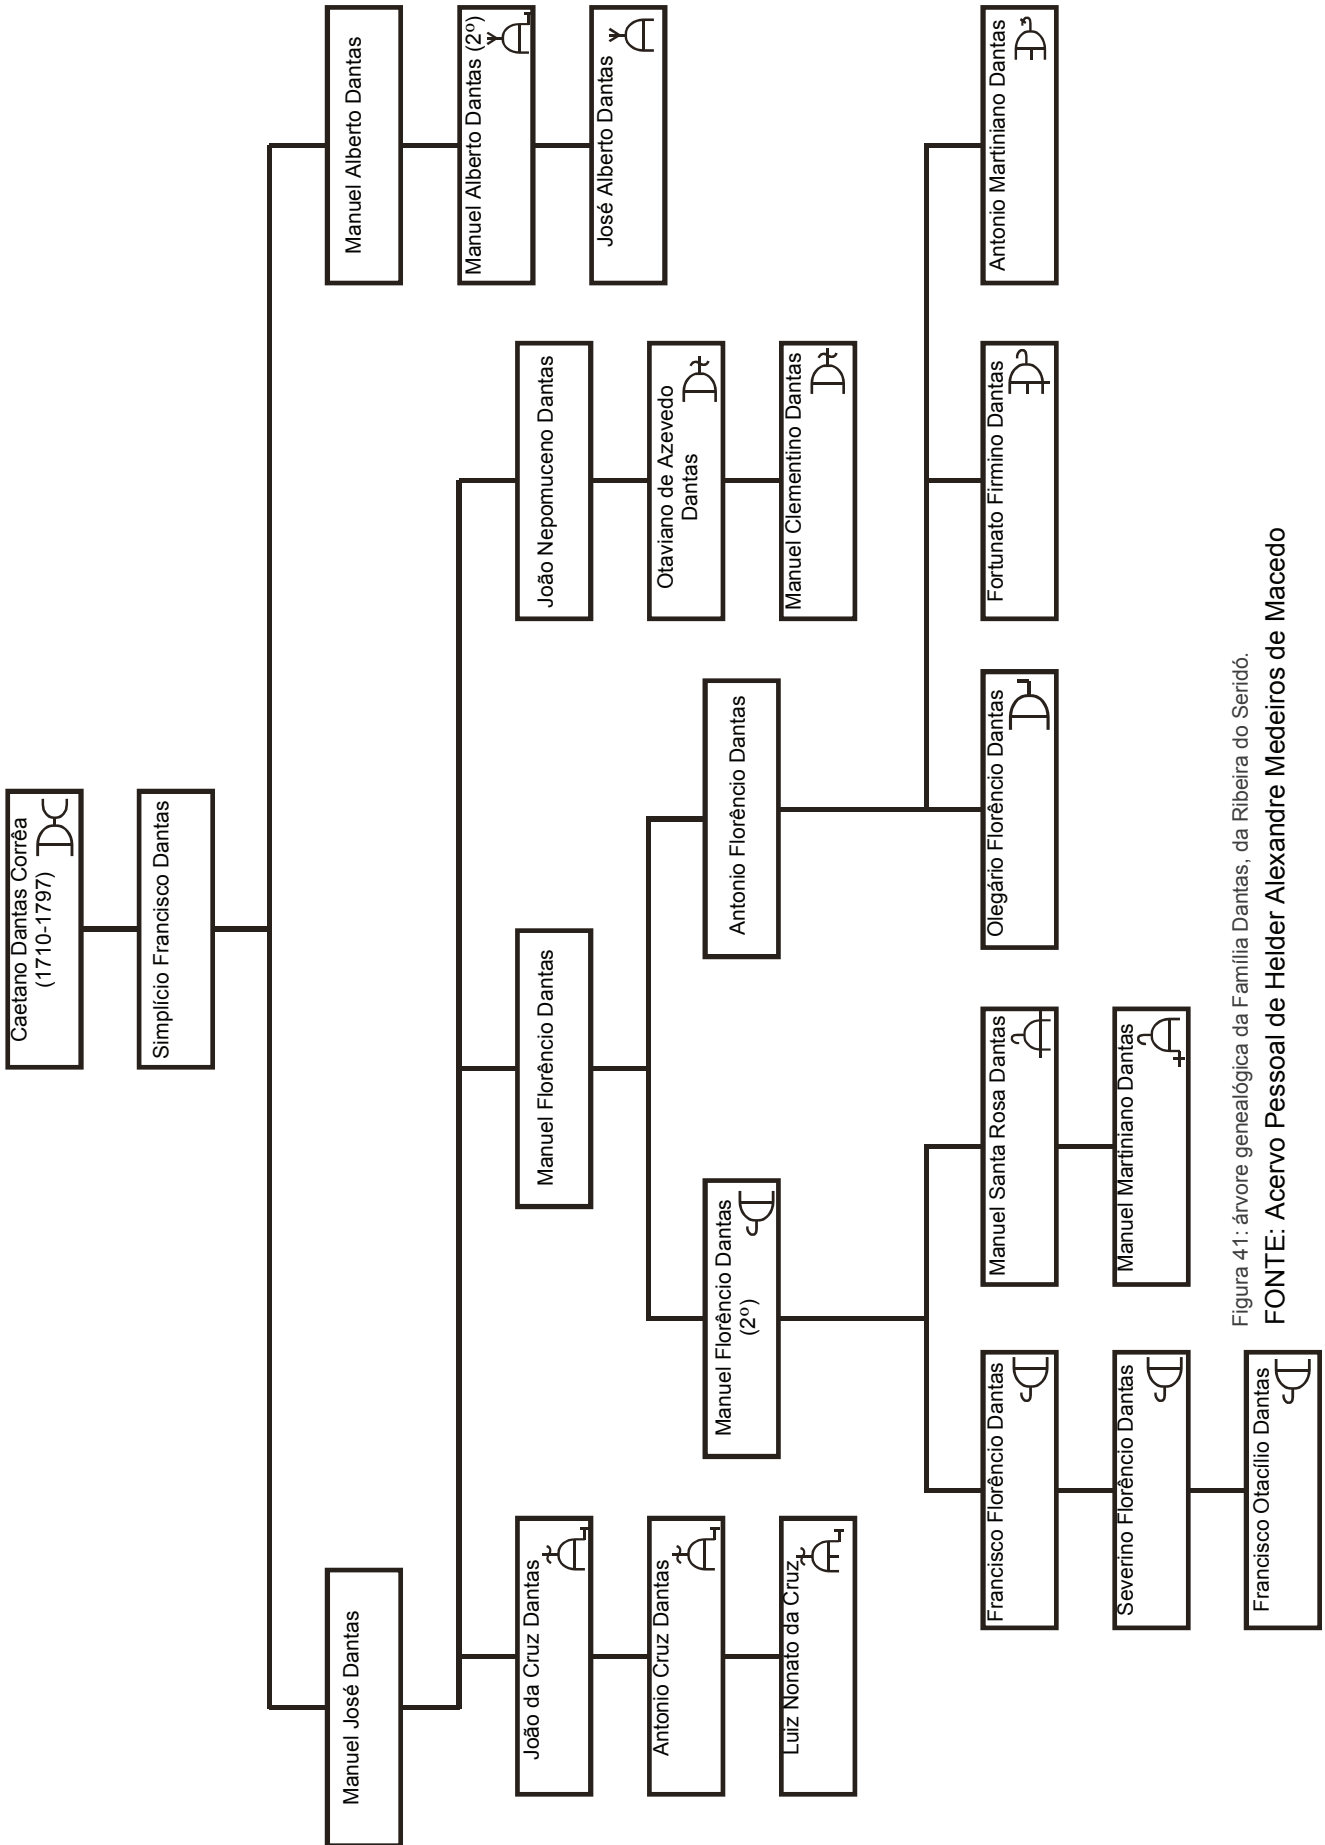 Caetano Dantas Corrêa
(1710-1797)
Simplício Francisco Dantas
Manuel José Dantas
Manuel Alberto Dantas
João da Cruz Dantas
Manuel Florêncio Dantas
João Nepomuceno Dantas
Manuel Alberto Dantas (2º)
Antonio Cruz Dantas
Otaviano de Azevedo
Dantas
José Alberto Dantas
Luiz Nonato da Cruz
Manuel Florêncio Dantas
(2º)
Antonio Florêncio Dantas
Manuel Clementino Dantas
Francisco Florêncio Dantas
Manuel Santa Rosa Dantas
Olegário Florêncio Dantas
Fortunato Firmino Dantas
Antonio Martiniano Dantas
Severino Florêncio Dantas
Manuel Martiniano Dantas
Francisco Otacílio Dantas
Figura 41: árvore genealógica da Família Dantas, da Ribeira do Seridó.
FONTE: Acervo Pessoal de Helder Alexandre Medeiros de Macedo